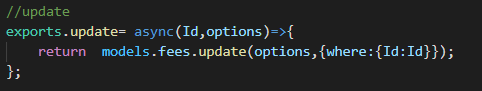 //update
exports.update= async(Id,options)=>{
    return  models.fees.update(options,{where:{Id:Id}});
};